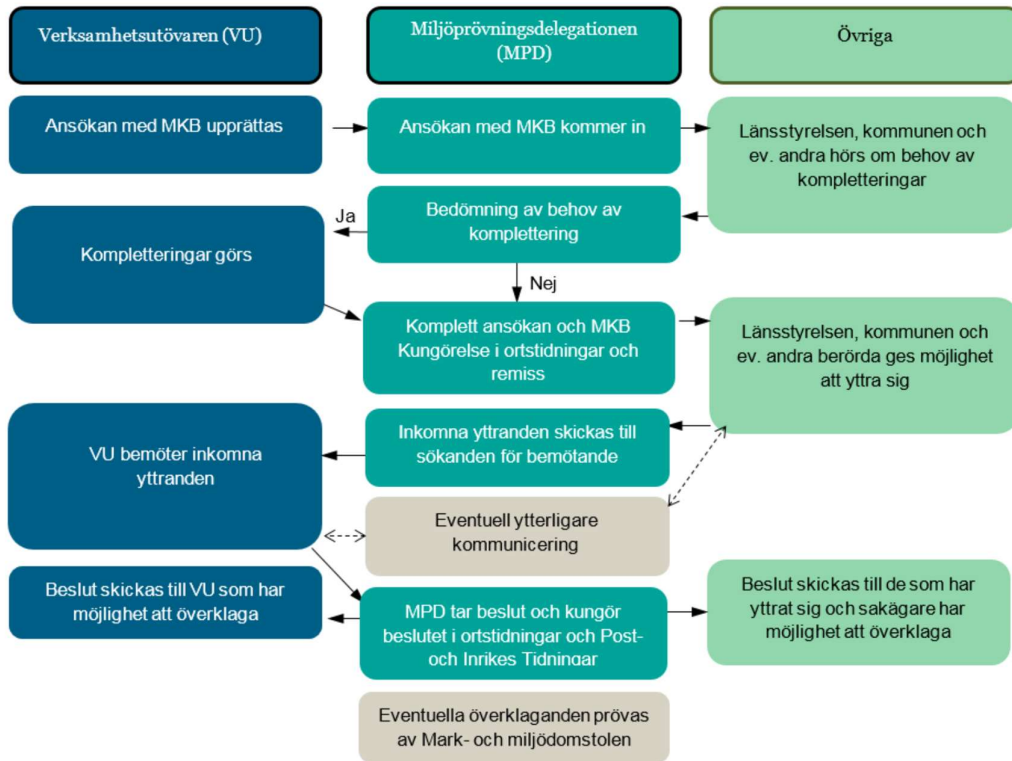 Verksamhetsutövaren (VU)
Miljöprövningsdelegationen
(MPD)
Övriga
Ansökan med MKB upprättas
Ansökan med MKB kommer in
Länsstyrelsen, kommunen och
ev. andra hörs om behov av
kompletteringar
Bedömning av behov av
komplettering
Ja
Kompletteringar görs
Nej
Komplett ansökan och MKB
Kungörelse i ortstidningar och
remiss
Länsstyrelsen, kommunen och
ev. andra berörda ges möjlighet
att yttra sig
Inkomna yttranden skickas till
sökanden för bemötande
VU bemöter inkomna
yttranden
Eventuell ytterligare
kommunicering
Beslut skickas till VU som har
möjlighet att överklaga
MPD tar beslut och kungör
beslutet i ortstidningar och Post-
och Inrikes Tidningar
Beslut skickas till de som har
yttrat sig och sakägare har
möjlighet att överklaga
Eventuella överklaganden prövas
av Mark- och miljödomstolen